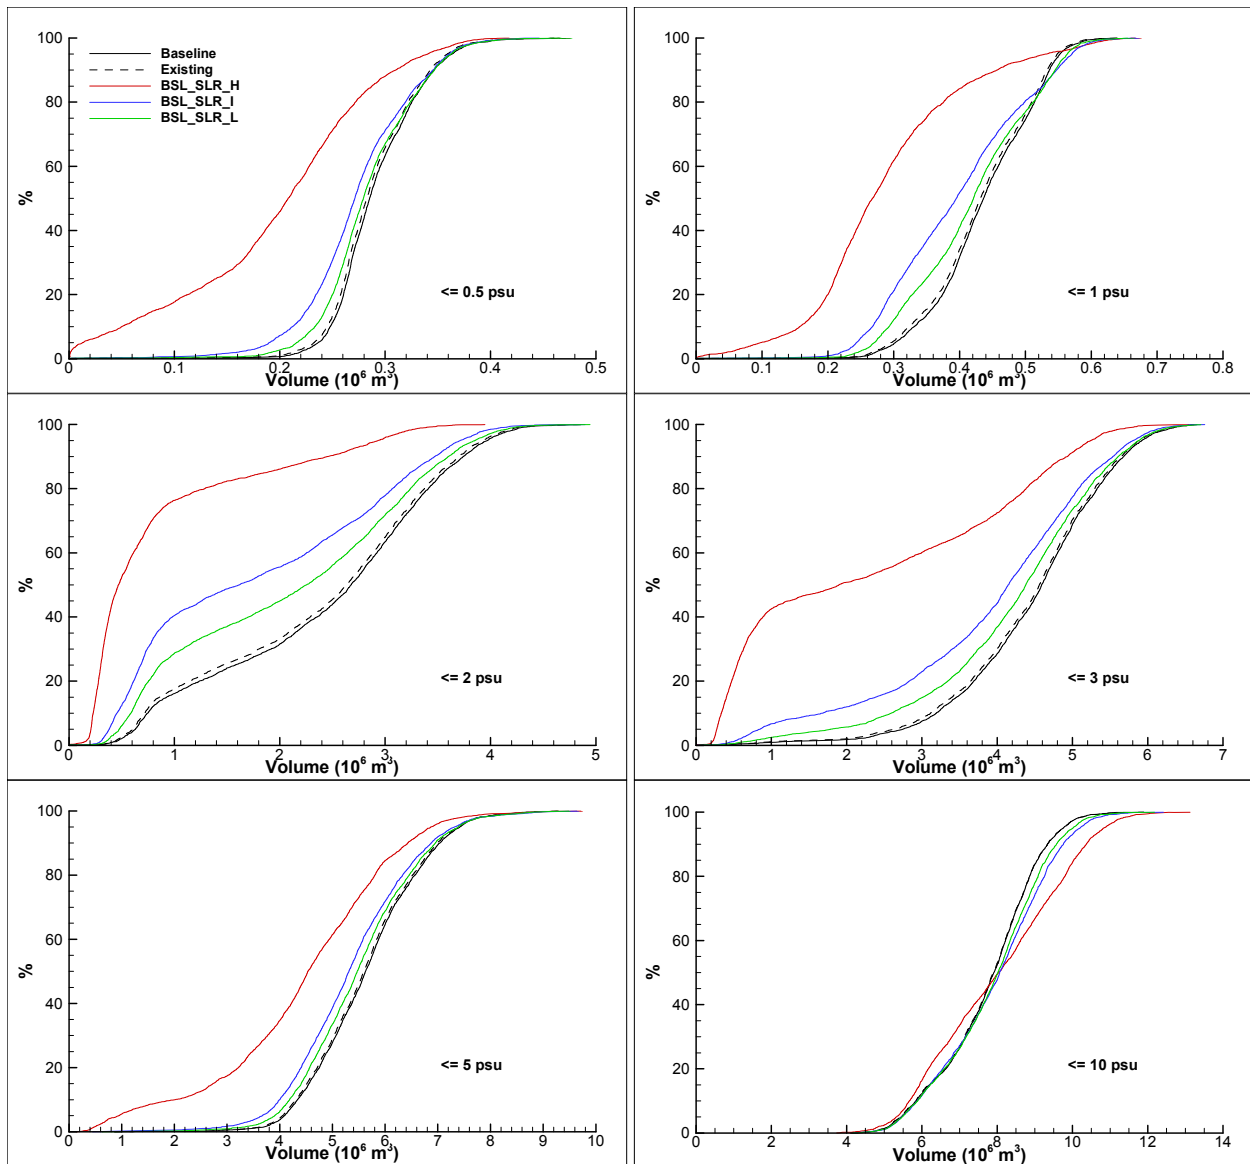 100
80
60
40
20
0
%
Baseline
Existing
BSL_SLR_H
BSL_SLR_I
BSL_SLR_L
<= 0.5 psu
0 0.1 0.2 0.3 0.4 0.5
Volume (10⁶ m³)
100
80
60
40
20
0
%
<= 1 psu
0 0.1 0.2 0.3 0.4 0.5 0.6 0.7 0.8
Volume (10⁶ m³)
100
80
60
40
20
0
%
<= 2 psu
0 1 2 3 4 5
Volume (10⁶ m³)
100
80
60
40
20
0
%
<= 3 psu
0 1 2 3 4 5 6 7
Volume (10⁶ m³)
100
80
60
40
20
0
%
<= 5 psu
0 1 2 3 4 5 6 7 8 9 10
Volume (10⁶ m³)
100
80
60
40
20
0
%
<= 10 psu
0 2 4 6 8 10 12 14
Volume (10⁶ m³)